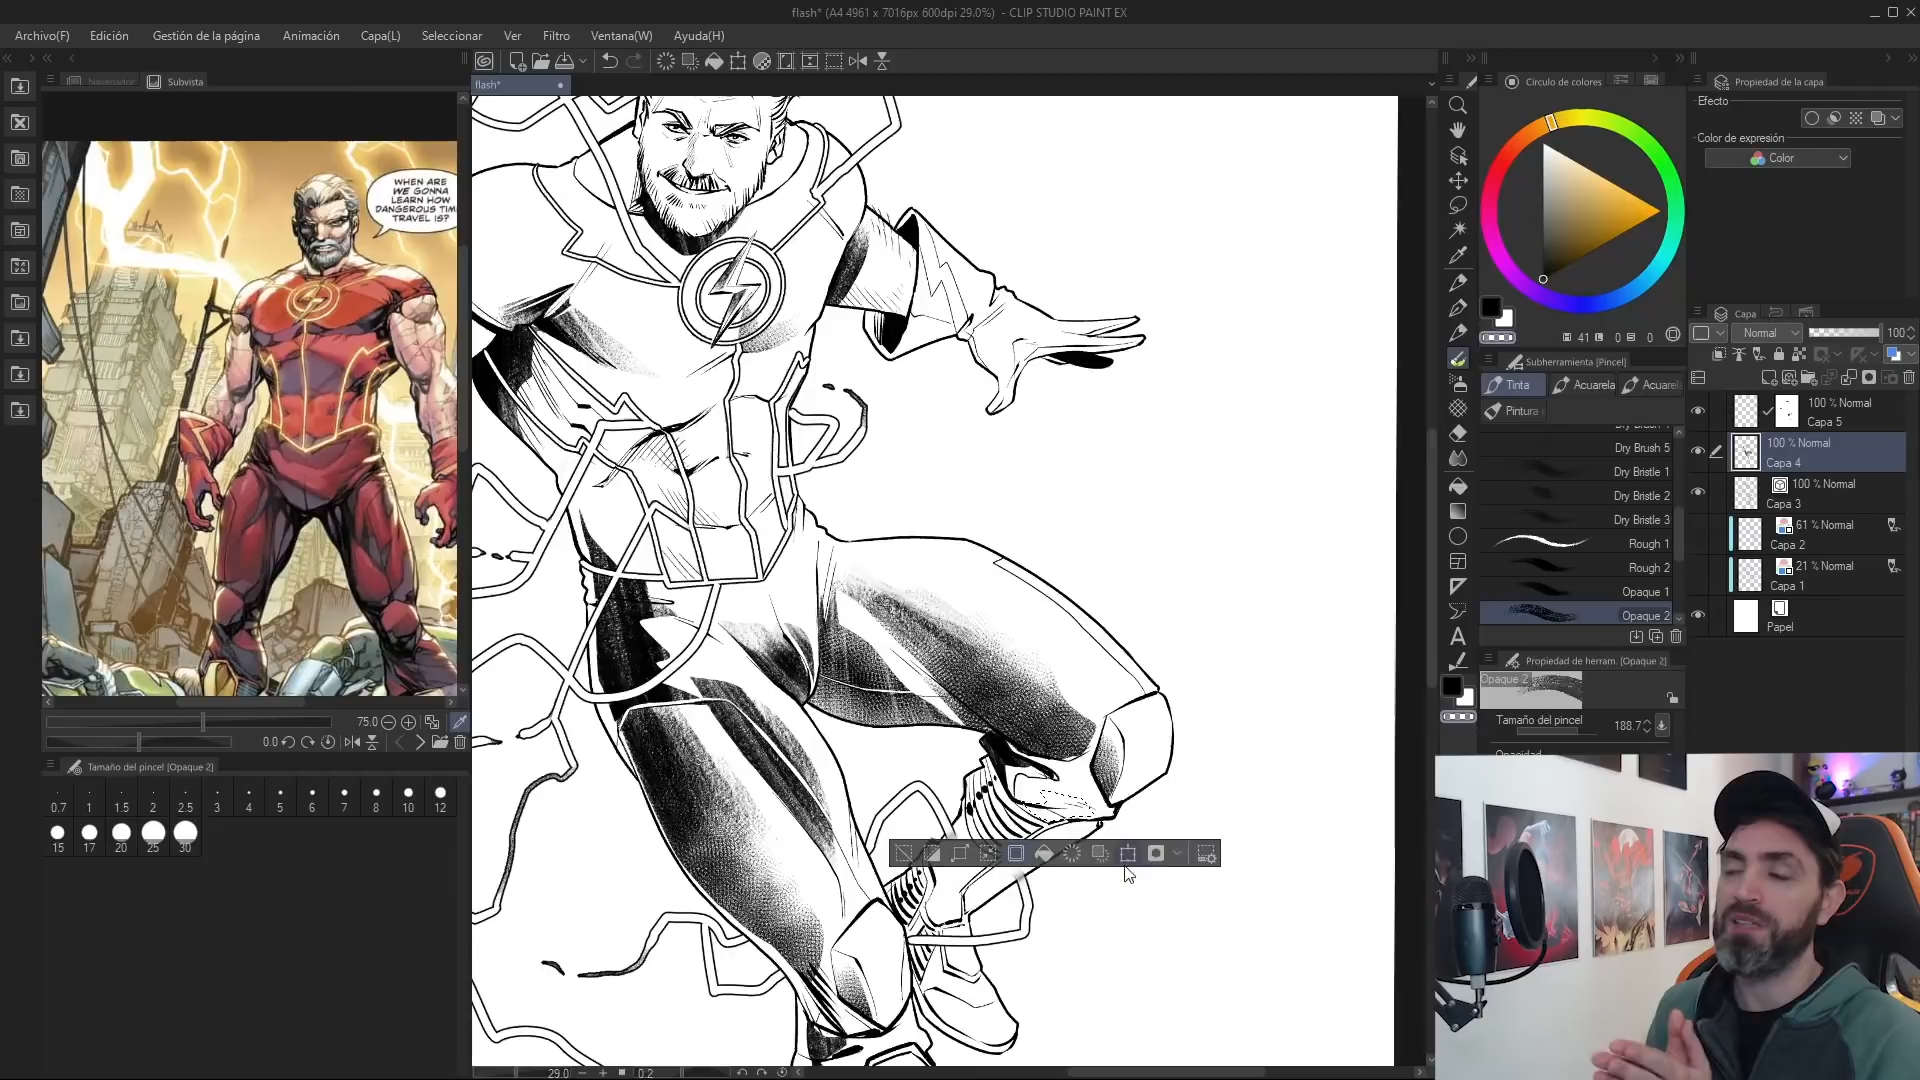 flash* (A4 4961 x 7016px 600dpi 29.0%) - CLIP STUDIO PAINT EX
Archivo(F) Edición Gestión de la página Animación Capa(L) Seleccionar Ver Filtro Ventana(W) Ayuda(H)
Navegador Subvista
flash*
Círculo de colores
Propiedad de la capa
Efecto
Color de expresión
Color
WHEN ARE
WE GONNA
LEARN HOW
DANGEROUS TIME
TRAVEL IS?
41 0 0
Capa
Normal 100
Subherramienta [Pincel]
Tinta Acuarela Acuarel
Pintura
Dry Brush 5
Dry Bristle 1
Dry Bristle 2
Dry Bristle 3
Rough 1
Rough 2
Opaque 1
Opaque 2
100 % Normal
Capa 5
100 % Normal
Capa 4
100 % Normal
Capa 3
61 % Normal
Capa 2
21 % Normal
Capa 1
Papel
Propiedad de herram. [Opaque 2]
Opaque 2
Tamaño del pincel 188.7
Opacidad
75.0
0.0
Tamaño del pincel [Opaque 2]
0.7 1 1.5 2 2.5 3 4 5 6 7 8 10 12
15 17 20 25 30
29.0 0.2